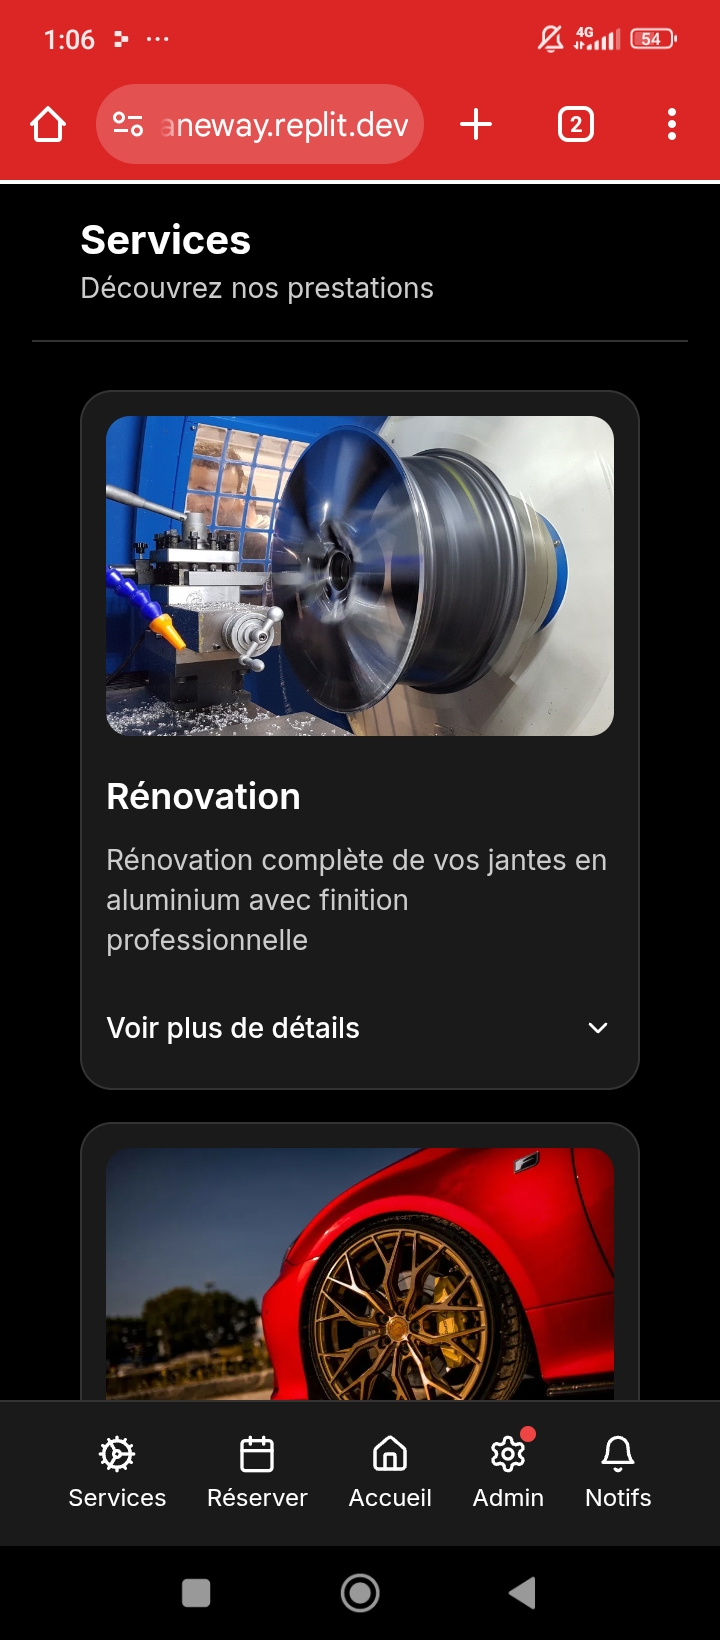 1:06
4G
54
aneway.replit.dev
2
Services
Découvrez nos prestations
Rénovation
Rénovation complète de vos jantes en
aluminium avec finition
professionnelle
Voir plus de détails
Services
Réserver
Accueil
Admin
Notifs